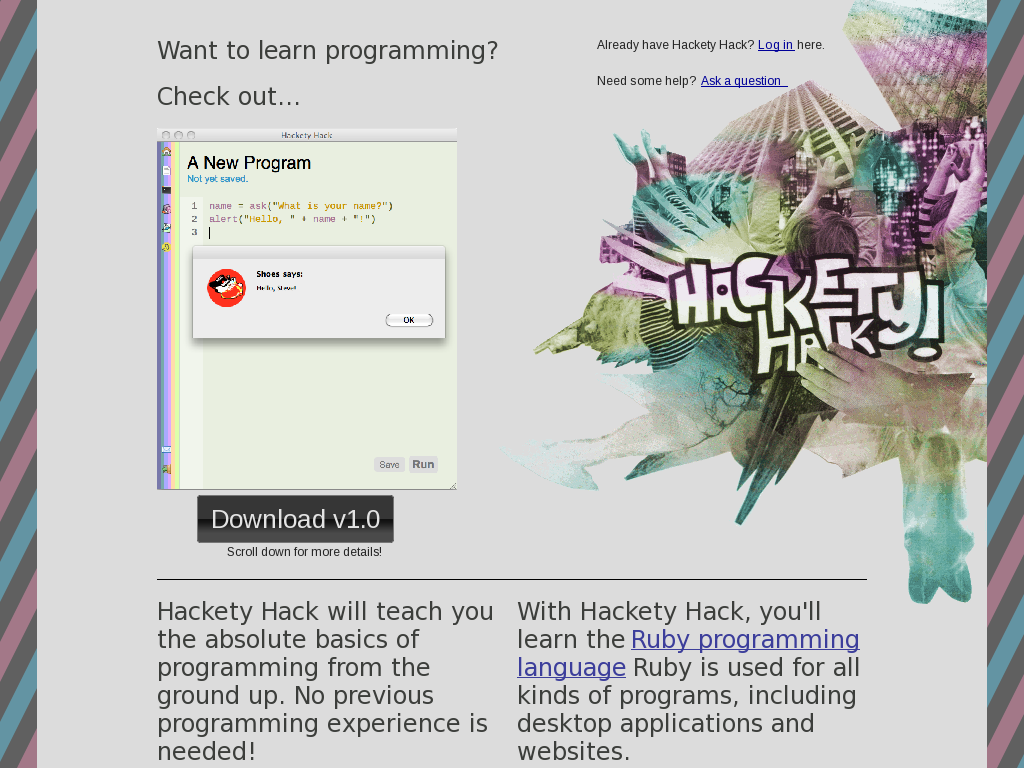 Want to learn programming?
Check out...
Already have Hackety Hack? Log in here.
Need some help? Ask a question
Hackety Hack
A New Program
Not yet saved.
1 name = ask("What is your name?")
2 alert("Hello, " + name + "!")
3
Shoes says:
Hello, Steve!
OK
Save Run
HACKETY
HACK!
Download v1.0
Scroll down for more details!
Hackety Hack will teach you
the absolute basics of
programming from the
ground up. No previous
programming experience is
needed!
With Hackety Hack, you'll
learn the Ruby programming
language Ruby is used for all
kinds of programs, including
desktop applications and
websites.